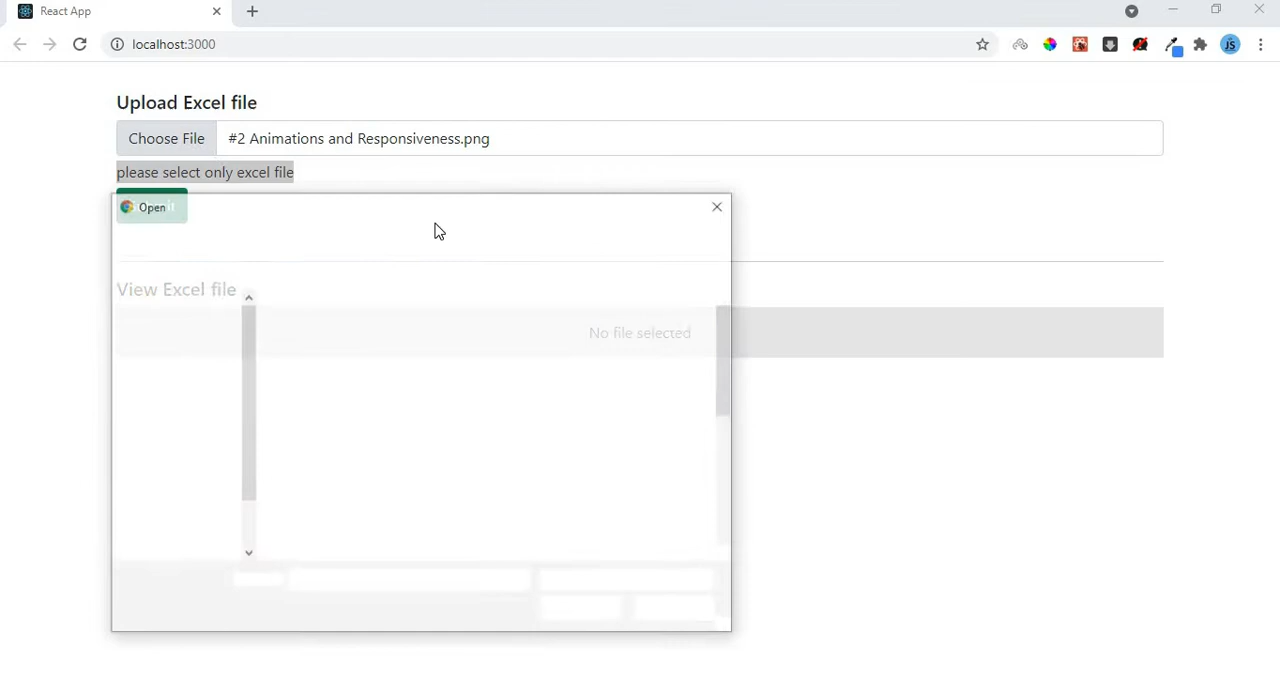 React App
localhost:3000
JS
Upload Excel file
Choose File
#2 Animations and Responsiveness.png
please select only excel file
Open
View Excel file
No file selected